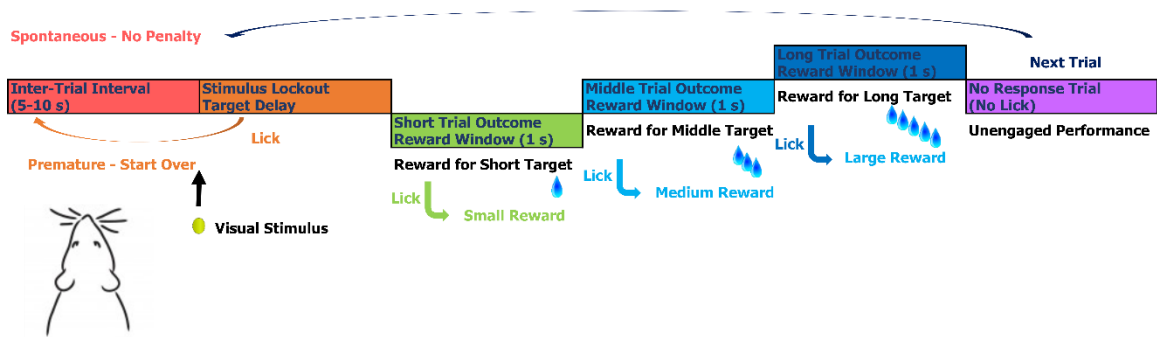 Spontaneous - No Penalty
Inter-Trial Interval
(5-10 s)
Stimulus Lockout
Target Delay
Lick
Premature - Start Over
Visual Stimulus
Short Trial Outcome
Reward Window (1 s)
Reward for Short Target
Lick
Small Reward
Middle Trial Outcome
Reward Window (1 s)
Reward for Middle Target
Lick
Medium Reward
Long Trial Outcome
Reward Window (1 s)
Reward for Long Target
Lick
Large Reward
Next Trial
No Response Trial
(No Lick)
Unengaged Performance